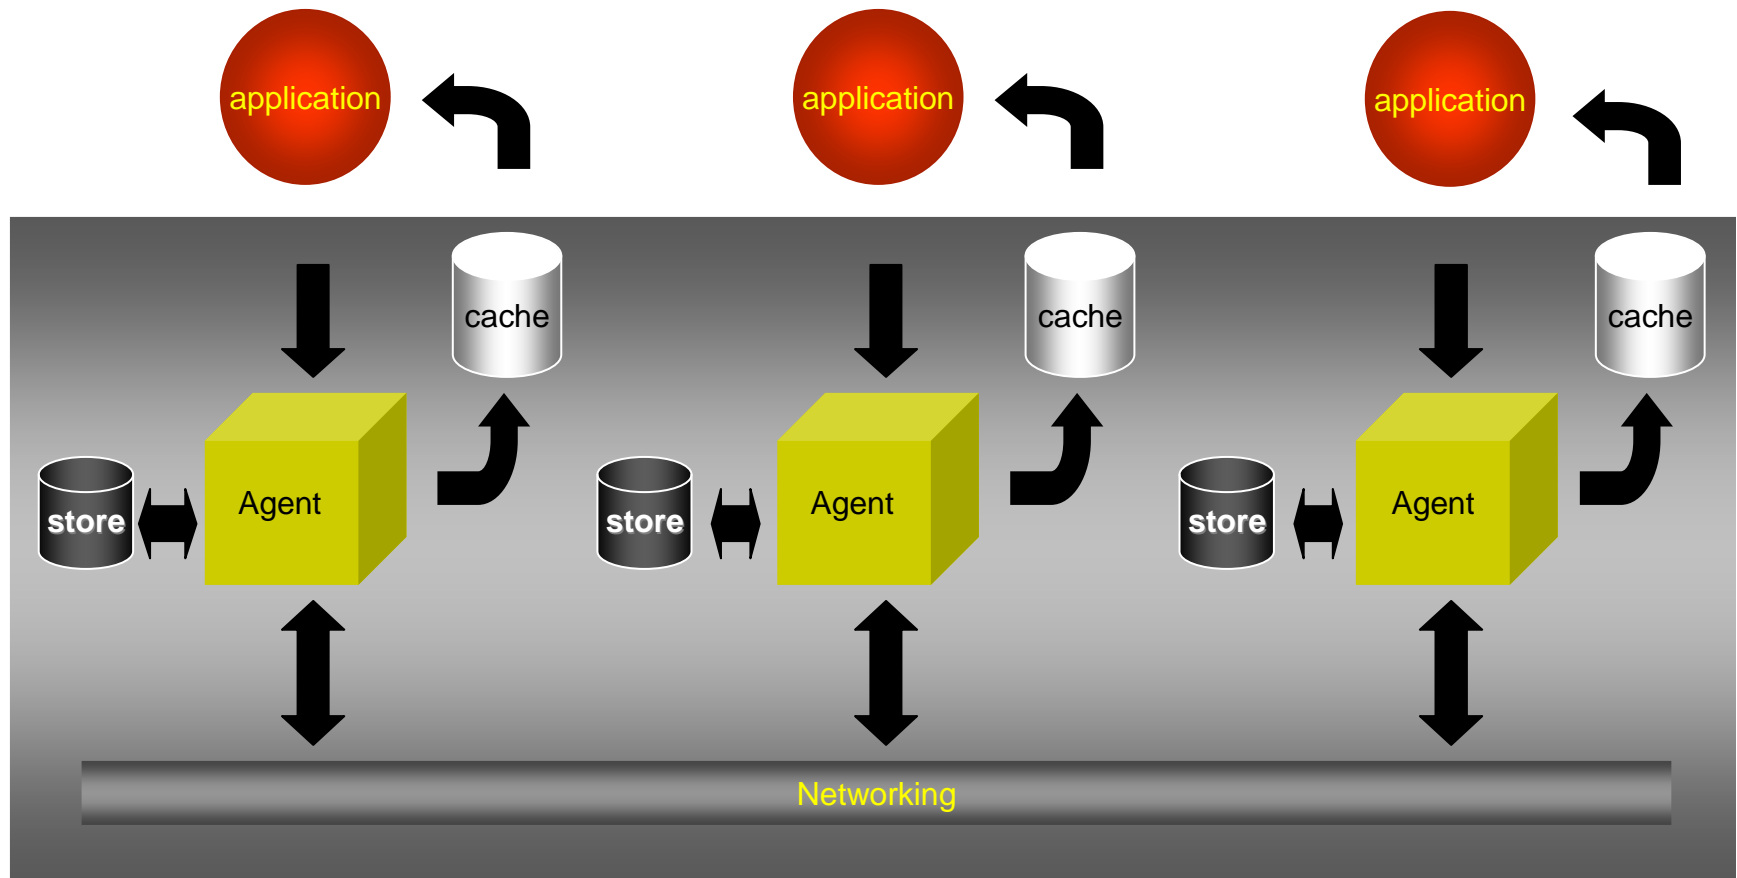 application
application
application
cache
cache
cache
store
Agent
store
Agent
store
Agent
Networking